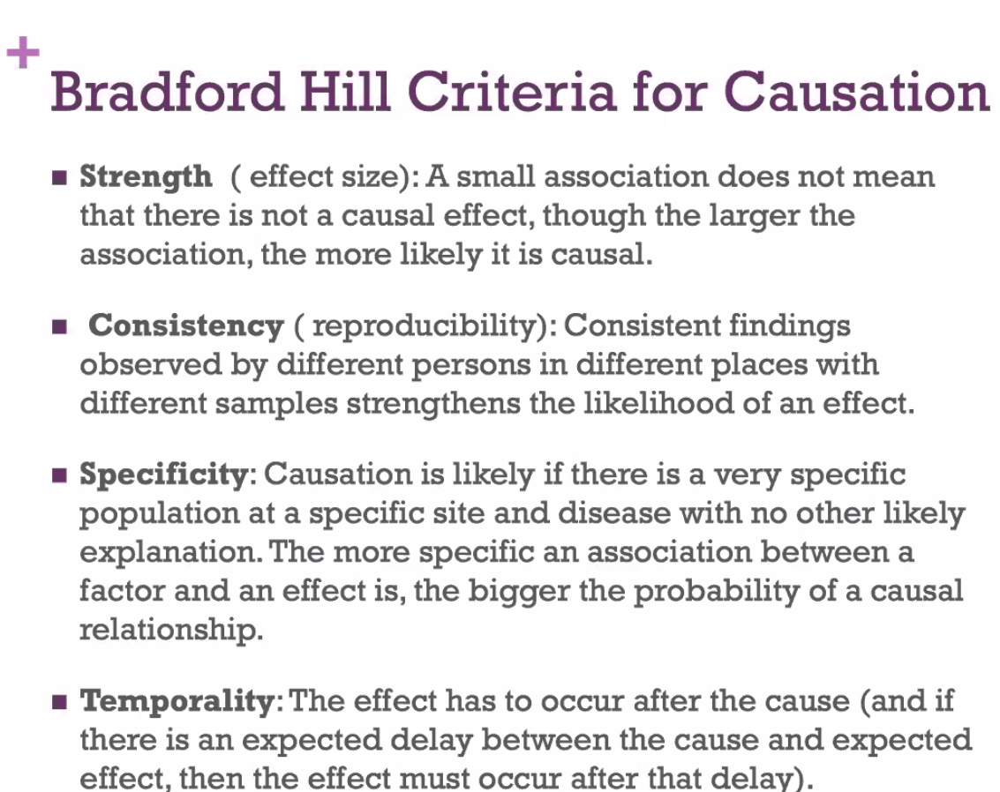 +
Bradford Hill Criteria for Causation
■ Strength ( effect size): A small association does not mean
that there is not a causal effect, though the larger the
association, the more likely it is causal.
■ Consistency ( reproducibility): Consistent findings
observed by different persons in different places with
different samples strengthens the likelihood of an effect.
■ Specificity: Causation is likely if there is a very specific
population at a specific site and disease with no other likely
explanation. The more specific an association between a
factor and an effect is, the bigger the probability of a causal
relationship.
■ Temporality: The effect has to occur after the cause (and if
there is an expected delay between the cause and expected
effect, then the effect must occur after that delay).